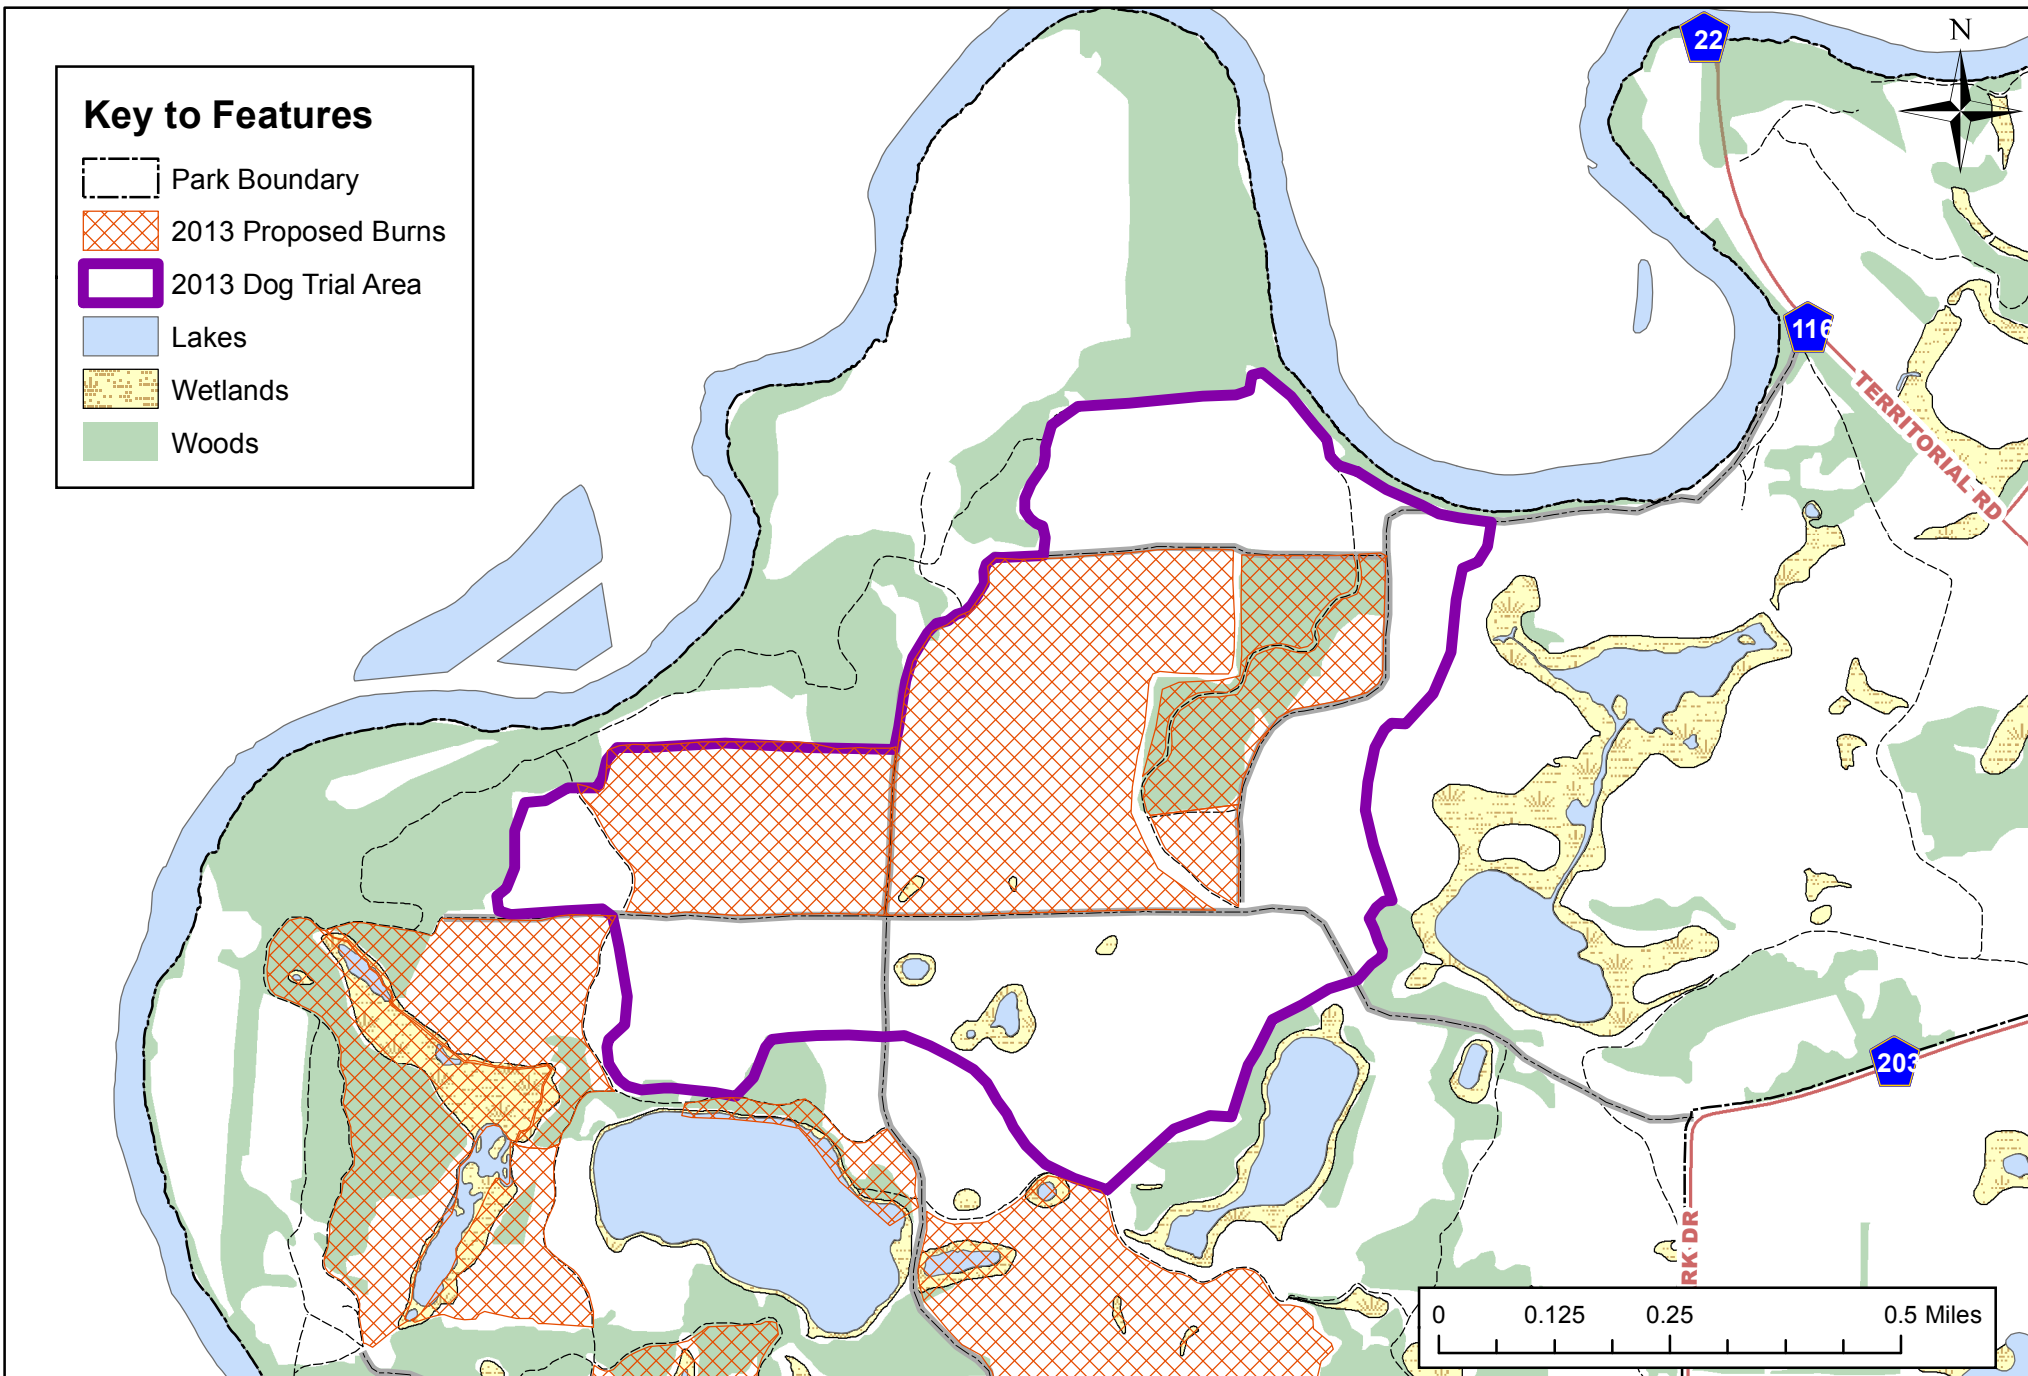 Key to Features
Park Boundary
2013 Proposed Burns
2013 Dog Trial Area
Lakes
Wetlands
Woods
22
N
116
TERRITORIAL RD
203
RK DR
0 0.125 0.25 0.5 Miles